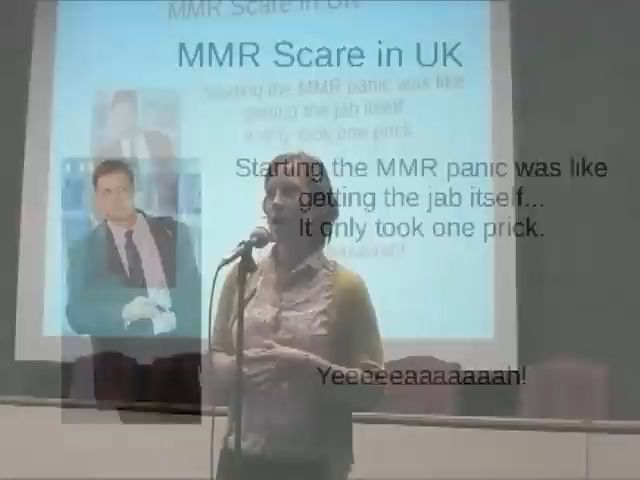 MMR Scare in UK
MMR Scare in UK
Starting the MMR panic was like
getting the jab itself
It only took one prick
Starting the MMR panic was like
getting the jab itself...
It only took one prick.
Yeeeeeaaaaaaah!